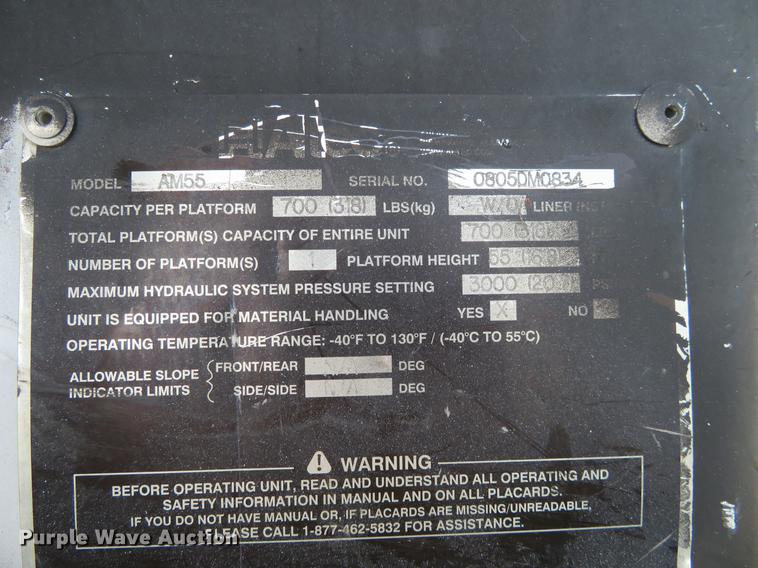 MODEL AM55 SERIAL NO. 0805DM0834
CAPACITY PER PLATFORM 700 (318) LBS(kg) W/O LINER
TOTAL PLATFORM(S) CAPACITY OF ENTIRE UNIT 700
NUMBER OF PLATFORM(S) 1 PLATFORM HEIGHT 55
MAXIMUM HYDRAULIC SYSTEM PRESSURE SETTING 3000
UNIT IS EQUIPPED FOR MATERIAL HANDLING YES X NO
OPERATING TEMPERATURE RANGE: -40°F TO 130°F / (-40°C TO 55°C)
ALLOWABLE SLOPE INDICATOR LIMITS
FRONT/REAR N/A DEG
SIDE/SIDE N/A DEG
WARNING
BEFORE OPERATING UNIT, READ AND UNDERSTAND ALL OPERATING AND
SAFETY INFORMATION IN MANUAL AND ON ALL PLACARDS.
IF YOU DO NOT HAVE MANUAL OR, IF PLACARDS ARE MISSING/UNREADABLE,
PLEASE CALL 1-877-462-5832 FOR ASSISTANCE.
Purple Wave Auction